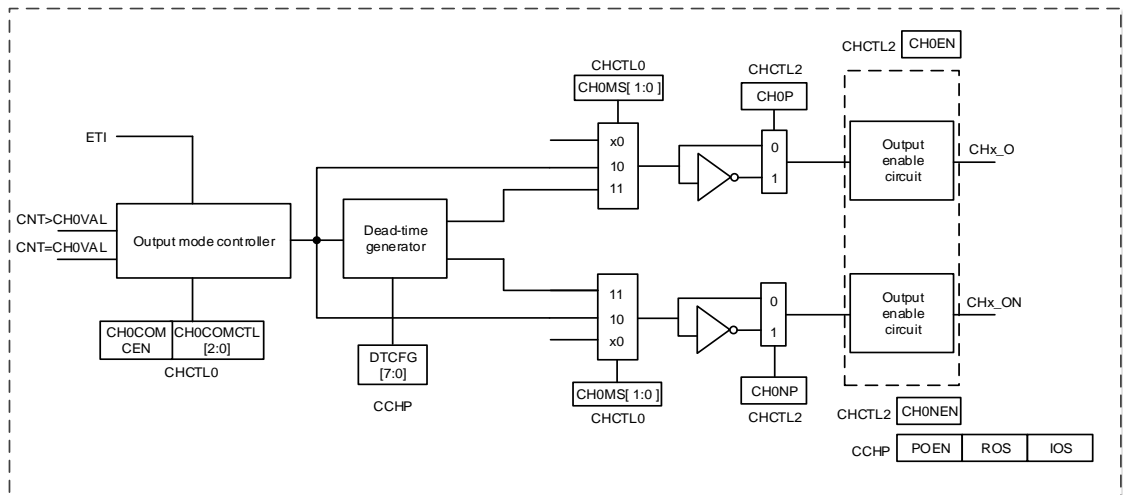 CHCTL2 CH0EN
CHCTL0
CH0MS[ 1:0 ]
CHCTL2
CH0P
ETI
x0
10
11
0
1
Output
enable
circuit
CHx_O
CNT>CH0VAL
CNT=CH0VAL
Output mode controller
Dead-time
generator
11
10
x0
0
1
Output
enable
circuit
CHx_ON
CH0COM
CEN
CH0COMCTL
[2:0]
CHCTL0
DTCFG
[7:0]
CCHP
CH0MS[ 1:0 ]
CHCTL0
CH0NP
CHCTL2
CHCTL2 CH0NEN
CCHP POEN ROS IOS